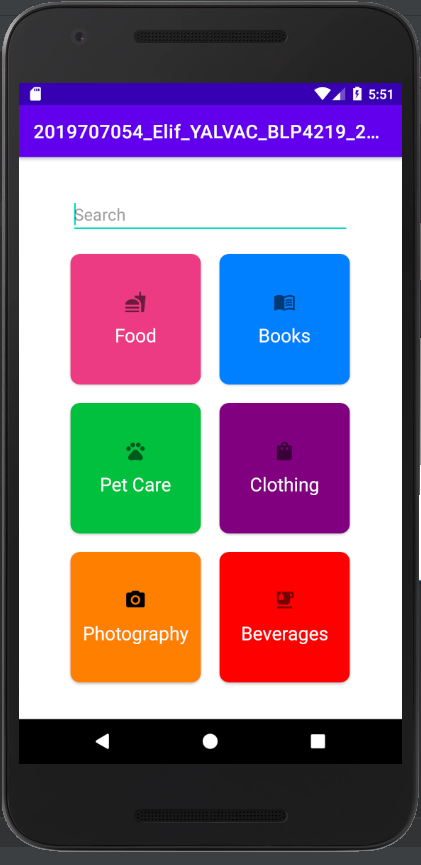 5:51
2019707054_Elif_YALVAC_BLP4219_2...
Search
Food
Books
Pet Care
Clothing
Photography
Beverages